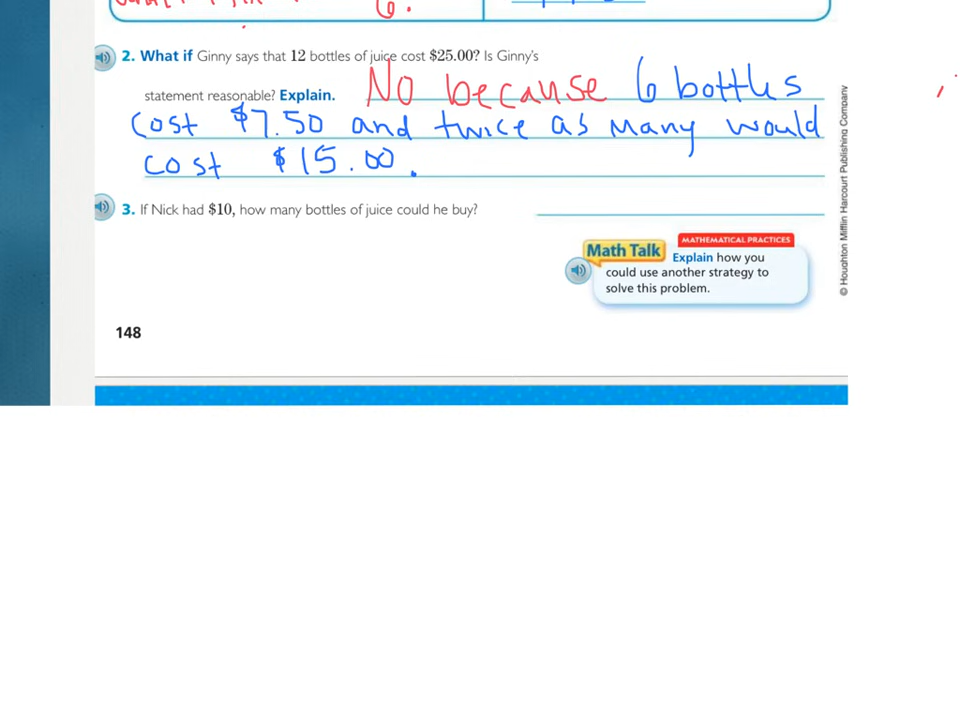 6.
2. What if Ginny says that 12 bottles of juice cost $25.00? Is Ginny's
statement reasonable? Explain. No because 6 bottles
cost $7.50 and twice as many would
cost $15.00.
3. If Nick had $10, how many bottles of juice could he buy?
MATHEMATICAL PRACTICES
Math Talk Explain how you
could use another strategy to
solve this problem.
148
© Houghton Mifflin Harcourt Publishing Company